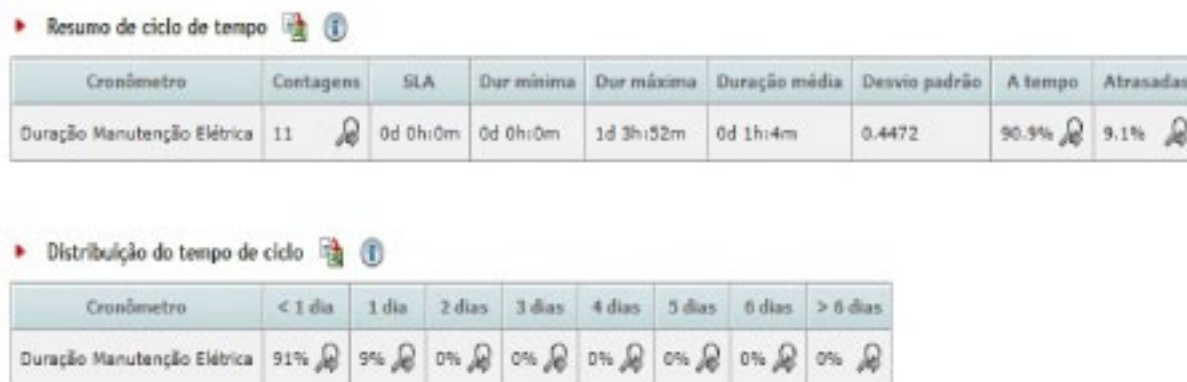 Resumo de ciclo de tempo
Cronômetro Contagens SLA Dur mínima Dur máxima Duração média Desvio padrão A tempo Atrasadas
Duração Manutenção Elétrica 11 0d 0h:0m 0d 0h:0m 1d 3h:52m 0d 1h:4m 0.4472 90.9% 9.1%
Distribuição do tempo de ciclo
Cronômetro < 1 dia 1 dia 2 dias 3 dias 4 dias 5 dias 6 dias > 6 dias
Duração Manutenção Elétrica 91% 9% 0% 0% 0% 0% 0% 0%